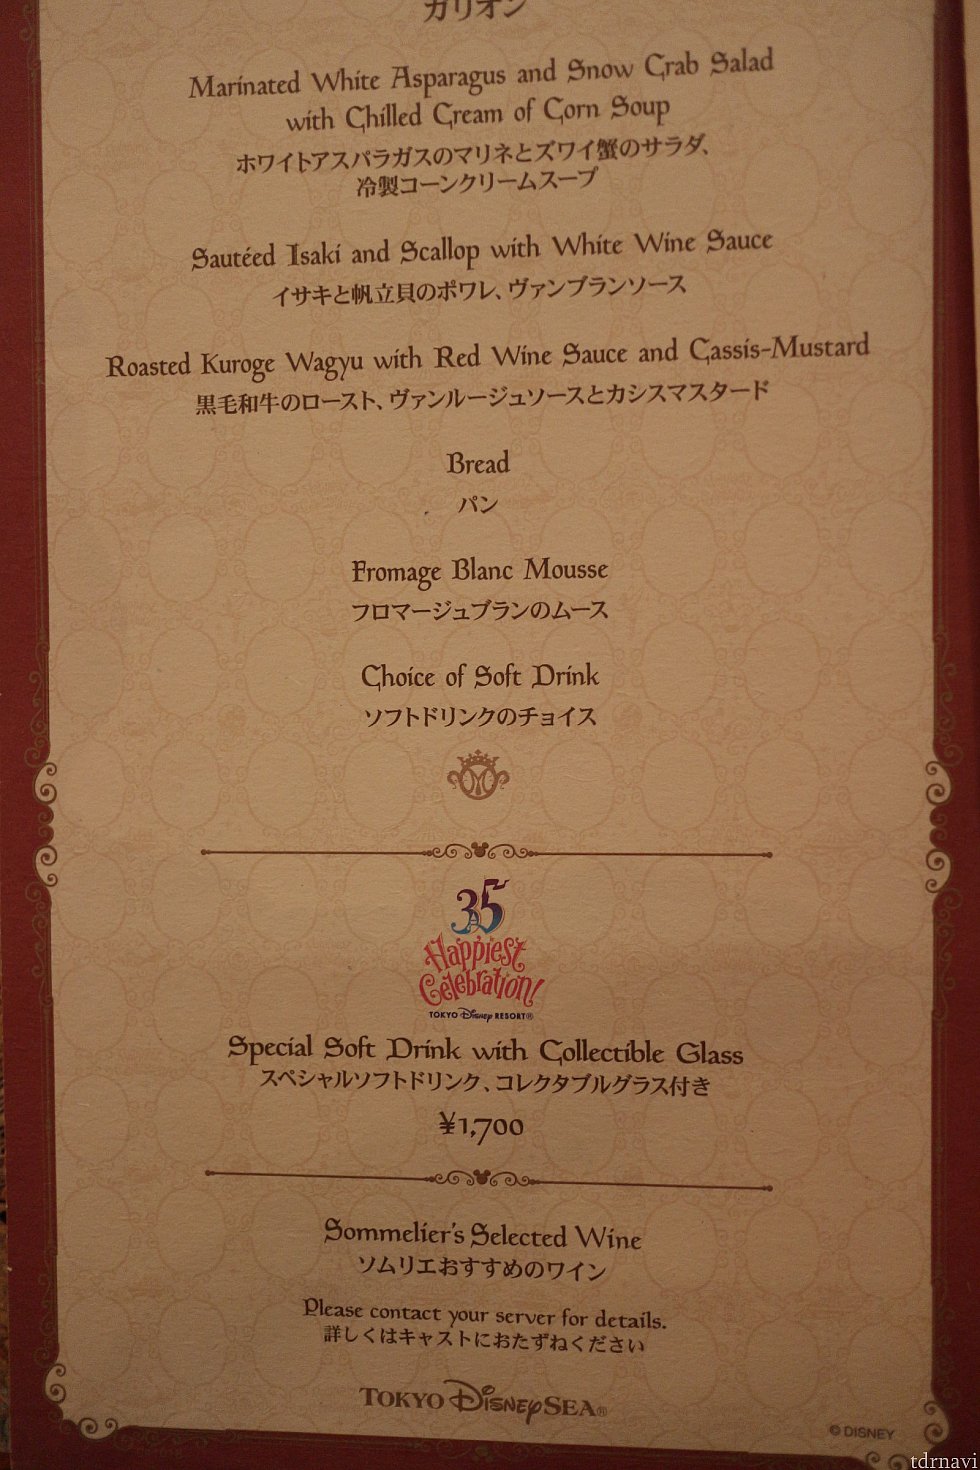 ガリオン
Marinated White Asparagus and Snow Crab Salad
with Chilled Cream of Corn Soup
ホワイトアスパラガスのマリネとズワイ蟹のサラダ、
冷製コーンクリームスープ
Sautéed Isaki and Scallop with White Wine Sauce
イサキと帆立貝のポワレ、ヴァンブランソース
Roasted Kuroge Wagyu with Red Wine Sauce and Cassis-Mustard
黒毛和牛のロースト、ヴァンルージュソースとカシスマスタード
Bread
パン
Fromage Blanc Mousse
フロマージュブランのムース
Choice of Soft Drink
ソフトドリンクのチョイス
35
Happiest
Celebration!
TOKYO Disney RESORT®
Special Soft Drink with Collectible Glass
スペシャルソフトドリンク、コレクタブルグラス付き
¥1,700
Sommelier's Selected Wine
ソムリエおすすめのワイン
Please contact your server for details.
詳しくはキャストにおたずねください
TOKYO DisneySEA®
© DISNEY
tdrnavi